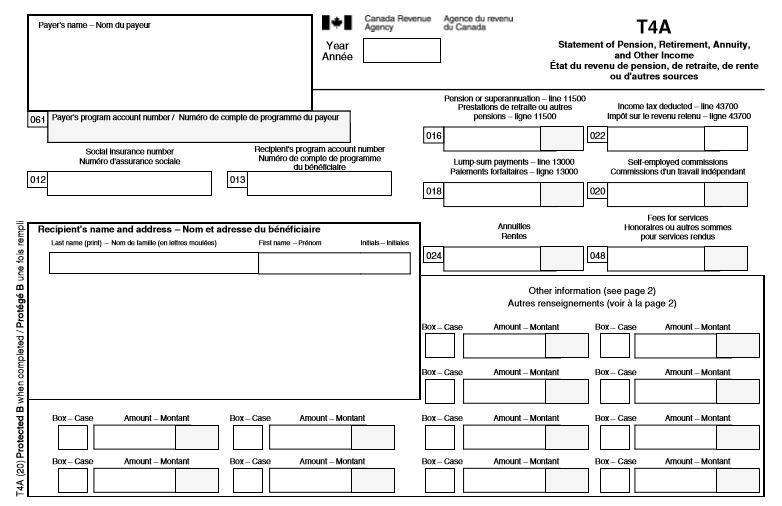 Payer's name – Nom du payeur
Canada Revenue Agency
Agence du revenu du Canada
Year
Année
T4A
Statement of Pension, Retirement, Annuity,
and Other Income
État du revenu de pension, de retraite, de rente
ou d'autres sources
061
Payer's program account number / Numéro de compte de programme du payeur
Pension or superannuation – line 11500
Prestations de retraite ou autres
pensions – ligne 11500
016
Income tax deducted – line 43700
Impôt sur le revenu retenu – ligne 43700
022
Social insurance number
Numéro d'assurance sociale
012
Recipient's program account number
Numéro de compte de programme
du bénéficiaire
013
Lump-sum payments – line 13000
Paiements forfaitaires – ligne 13000
018
Self-employed commissions
Commissions d'un travail indépendant
020
Recipient's name and address – Nom et adresse du bénéficiaire
Last name (print) – Nom de famille (en lettres moulées)
First name – Prénom
Initials – Initiales
Annuities
Rentes
024
Fees for services
Honoraires ou autres sommes
pour services rendus
048
Other information (see page 2)
Autres renseignements (voir à la page 2)
Box – Case
Amount – Montant
Box – Case
Amount – Montant
Box – Case
Amount – Montant
Box – Case
Amount – Montant
Box – Case
Amount – Montant
Box – Case
Amount – Montant
Box – Case
Amount – Montant
Box – Case
Amount – Montant
Box – Case
Amount – Montant
Box – Case
Amount – Montant
Box – Case
Amount – Montant
Box – Case
Amount – Montant
T4A (20) Protected B when completed / Protégé B une fois rempli